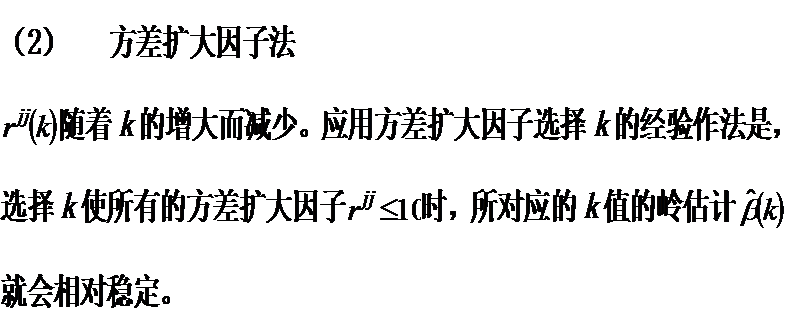 （2） 方差扩大因子法
r^{jj}(k)随着 k 的增大而减少。应用方差扩大因子选择 k 的经验作法是，
选择 k 使所有的方差扩大因子 r^{jj} ≤10时，所对应的 k 值的岭估计 β̂(k)
就会相对稳定。